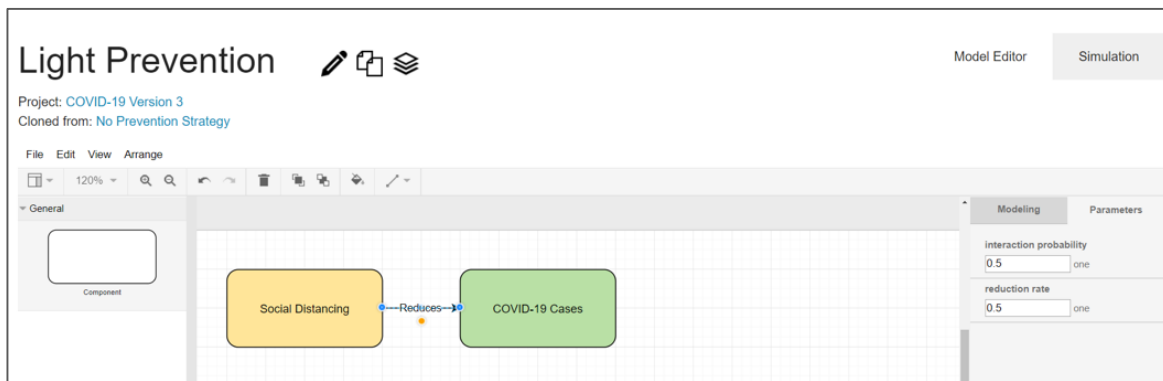 Light Prevention
Model Editor Simulation
Project: COVID-19 Version 3
Cloned from: No Prevention Strategy
File Edit View Arrange
120%
General
Component
Social Distancing
Reduces
COVID-19 Cases
Modeling Parameters
interaction probability
0.5 one
reduction rate
0.5 one